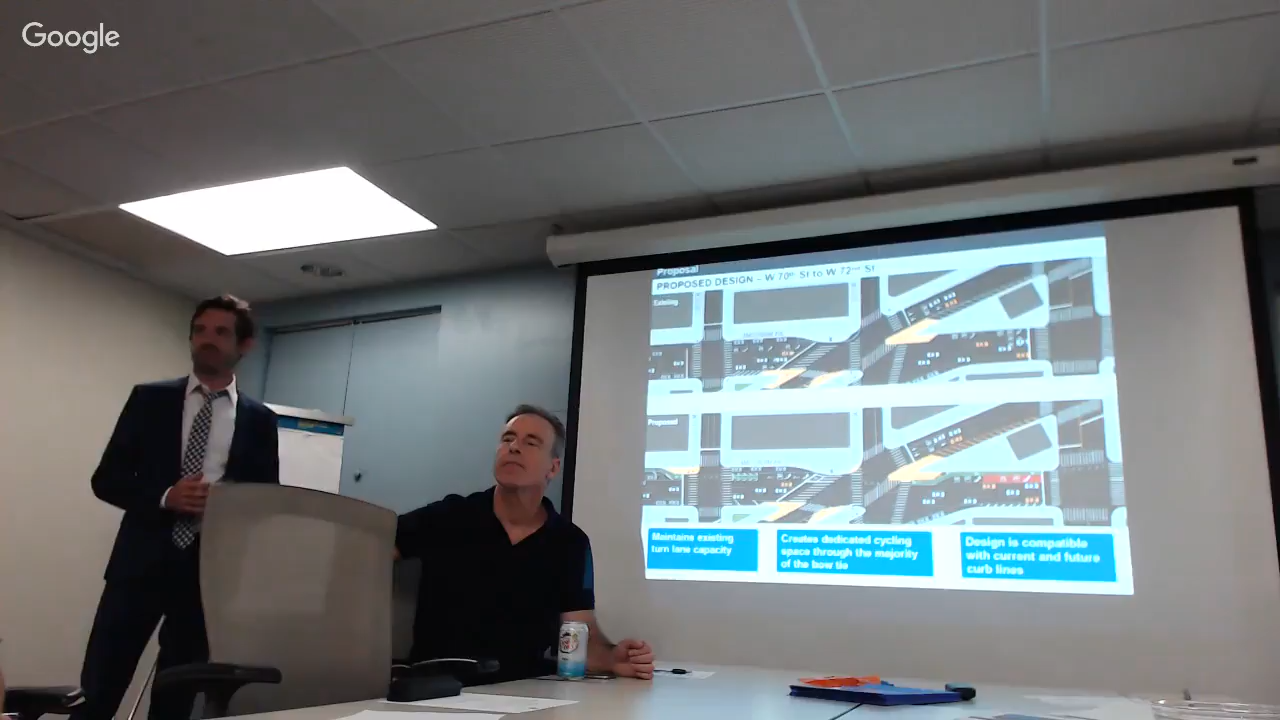 Google
Proposal
PROPOSED DESIGN – W 70th St to W 72nd St
Existing
Proposed
Maintains existing
turn lane capacity
Creates dedicated cycling
space through the majority
of the bow tie
Design is compatible
with current and future
curb lines